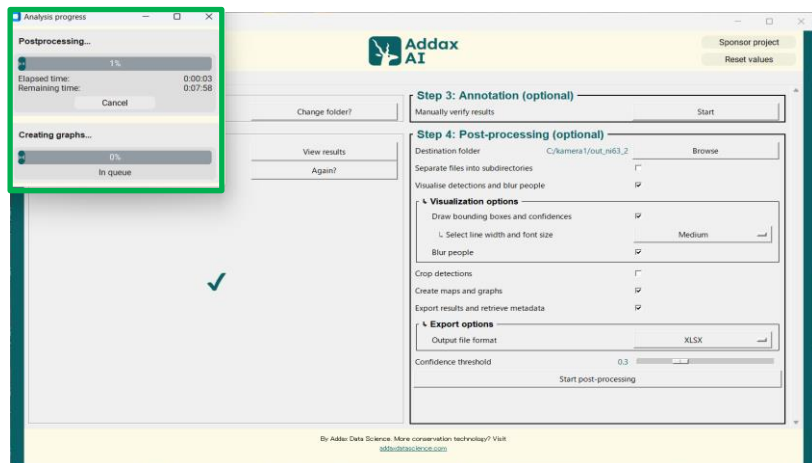 Analysis progress
Postprocessing...
1%
Elapsed time: 0:00:03
Remaining time: 0:07:58
Cancel
Creating graphs...
0%
In queue
Addax
AI
Sponsor project
Reset values
Change folder?
View results
Again?
Step 3: Annotation (optional)
Manually verify results Start
Step 4: Post-processing (optional)
Destination folder C:/kamera1/out_ni63_2 Browse
Separate files into subdirectories
Visualise detections and blur people
↳ Visualization options
Draw bounding boxes and confidences
↳ Select line width and font size Medium
Blur people
Crop detections
Create maps and graphs
Export results and retrieve metadata
↳ Export options
Output file format XLSX
Confidence threshold 0.3
Start post-processing
By Addax Data Science. More conservation technology? Visit
addaxdatascience.com